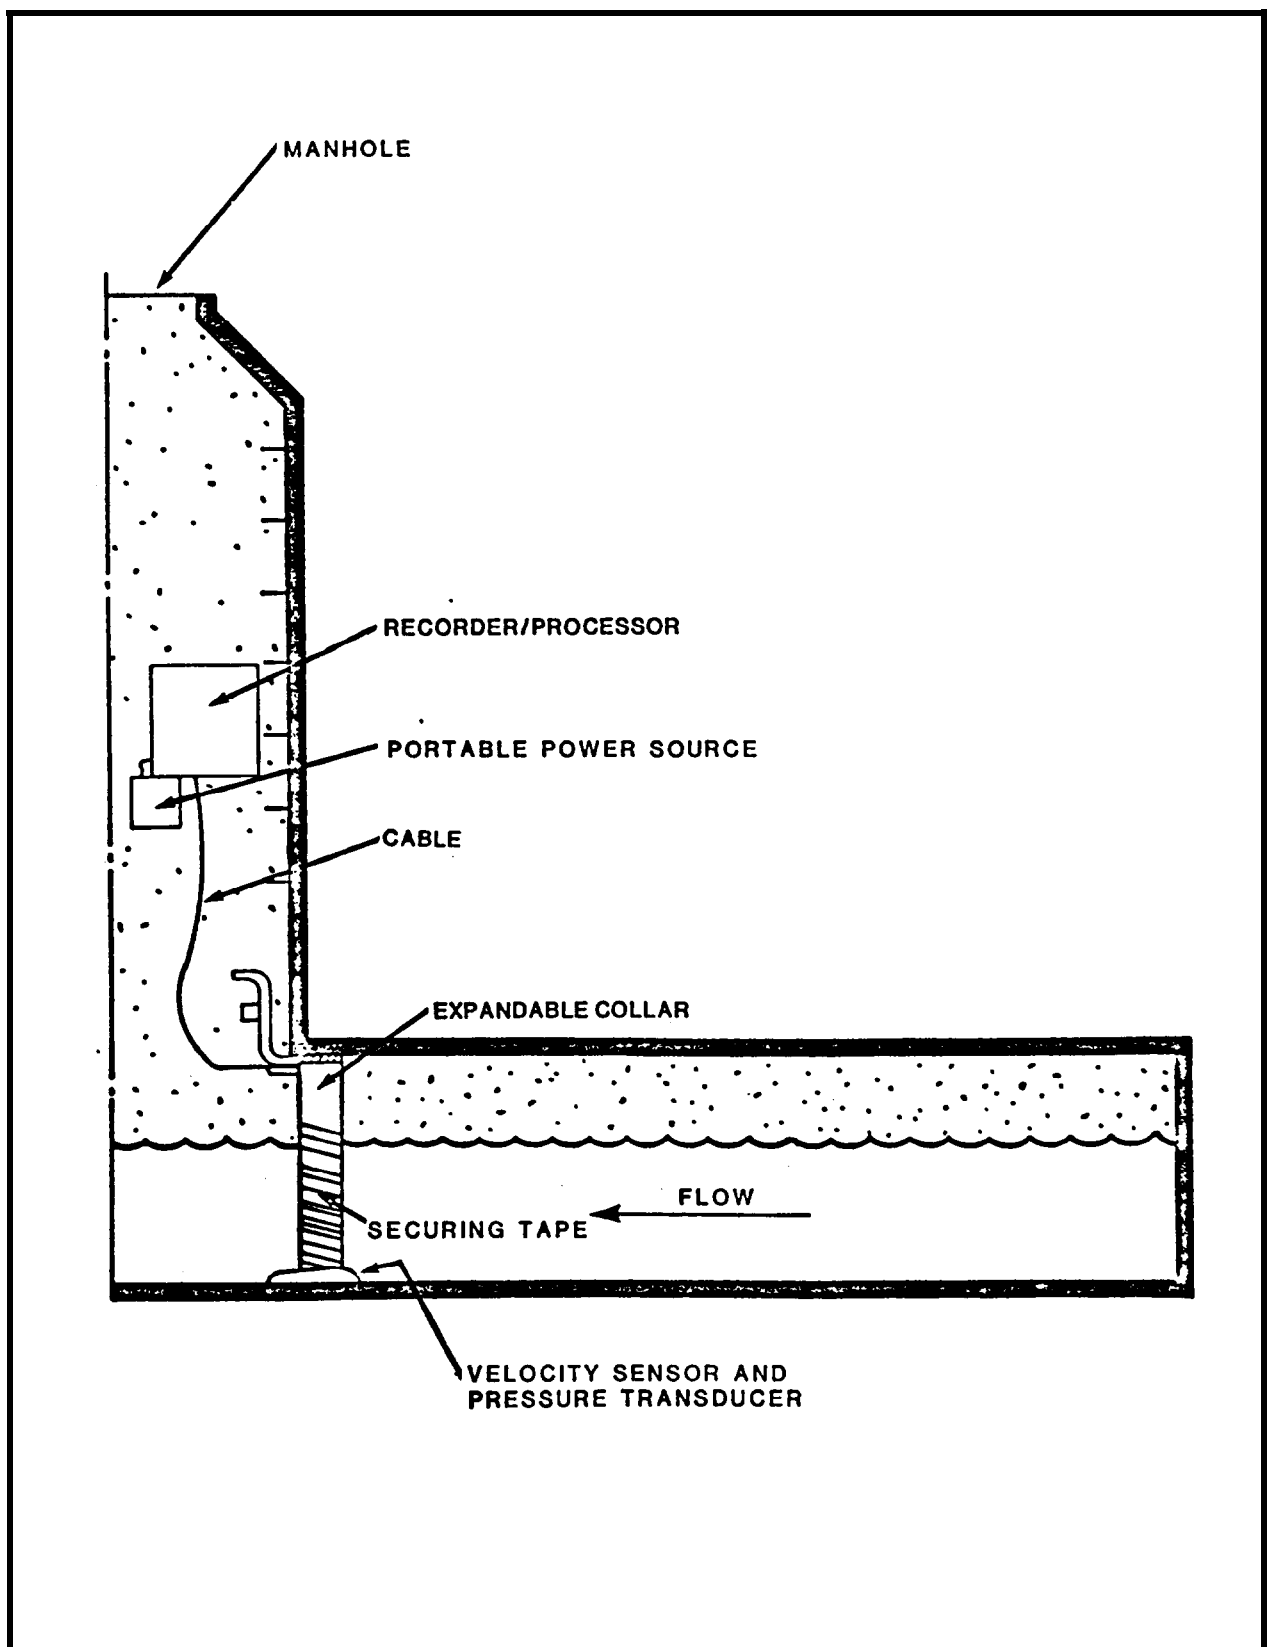 MANHOLE
RECORDER/PROCESSOR
PORTABLE POWER SOURCE
CABLE
EXPANDABLE COLLAR
FLOW
SECURING TAPE
VELOCITY SENSOR AND
PRESSURE TRANSDUCER